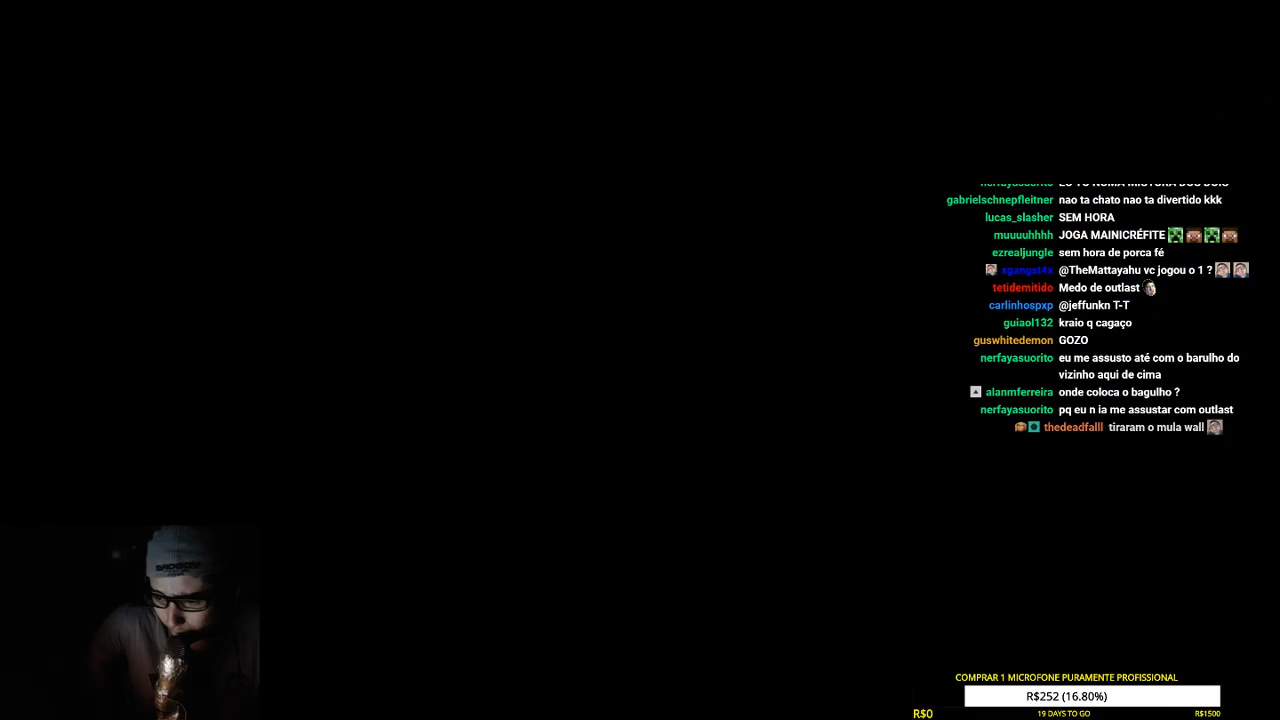 gabrielschnepfleitner nao ta chato nao ta divertido kkk
lucas_slasher SEM HORA
muuuuhhhh JOGA MAINICRÉFITE
ezrealjungle sem hora de porca fé
xgangst4x @TheMattayahu vc jogou o 1 ?
tetidemitido Medo de outlast
carlinhospxp @jeffunkn T-T
guiaol132 kraio q cagaço
guswhitedemon GOZO
nerfayasuorito eu me assusto até com o barulho do
vizinho aqui de cima
alanmferreira onde coloca o bagulho ?
nerfayasuorito pq eu n ia me assustar com outlast
thedeadfalll tiraram o mula wall
COMPRAR 1 MICROFONE PURAMENTE PROFISSIONAL
R$252 (16.80%)
R$0 19 DAYS TO GO R$1500